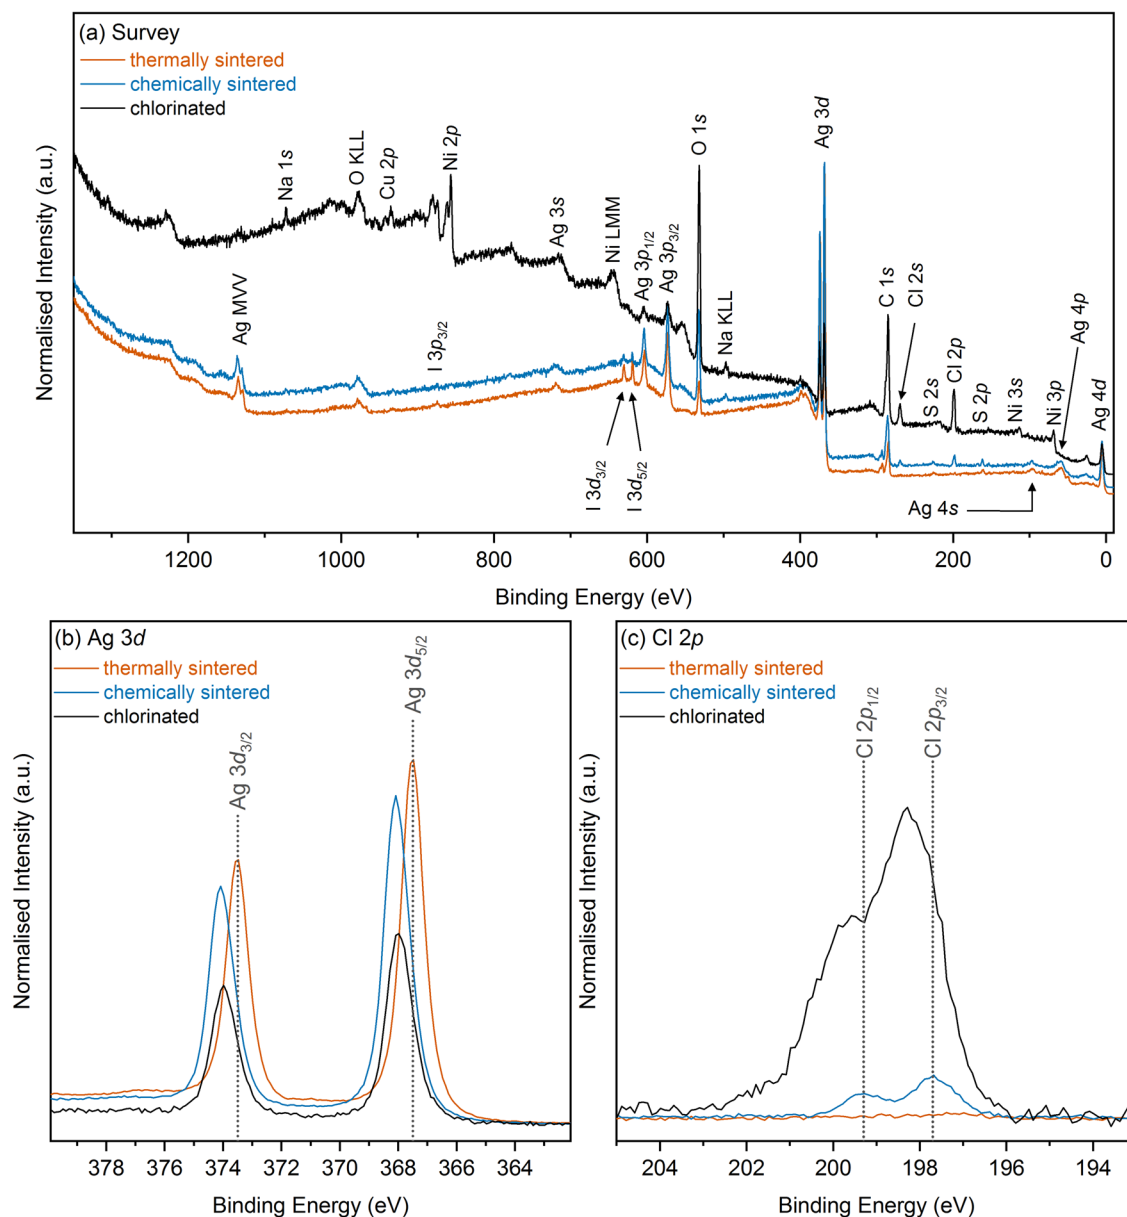 (a) Survey
thermally sintered
chemically sintered
chlorinated
Normalised Intensity (a.u.)
Ag MVV
Na 1s
O KLL
Cu 2p
I 3p3/2
Ni 2p
Ag 3s
Ni LMM
Ag 3p1/2
Ag 3p3/2
O 1s
Na KLL
Ag 3d
C 1s
Cl 2s
S 2s
Cl 2p
S 2p
Ni 3s
Ni 3p
Ag 4p
Ag 4d
I 3d3/2
I 3d5/2
Ag 4s
1200 1000 800 600 400 200 0
Binding Energy (eV)
(b) Ag 3d
thermally sintered
chemically sintered
chlorinated
Ag 3d3/2
Ag 3d5/2
Normalised Intensity (a.u.)
378 376 374 372 370 368 366 364
Binding Energy (eV)
(c) Cl 2p
thermally sintered
chemically sintered
chlorinated
Cl 2p1/2
Cl 2p3/2
Normalised Intensity (a.u.)
204 202 200 198 196 194
Binding Energy (eV)